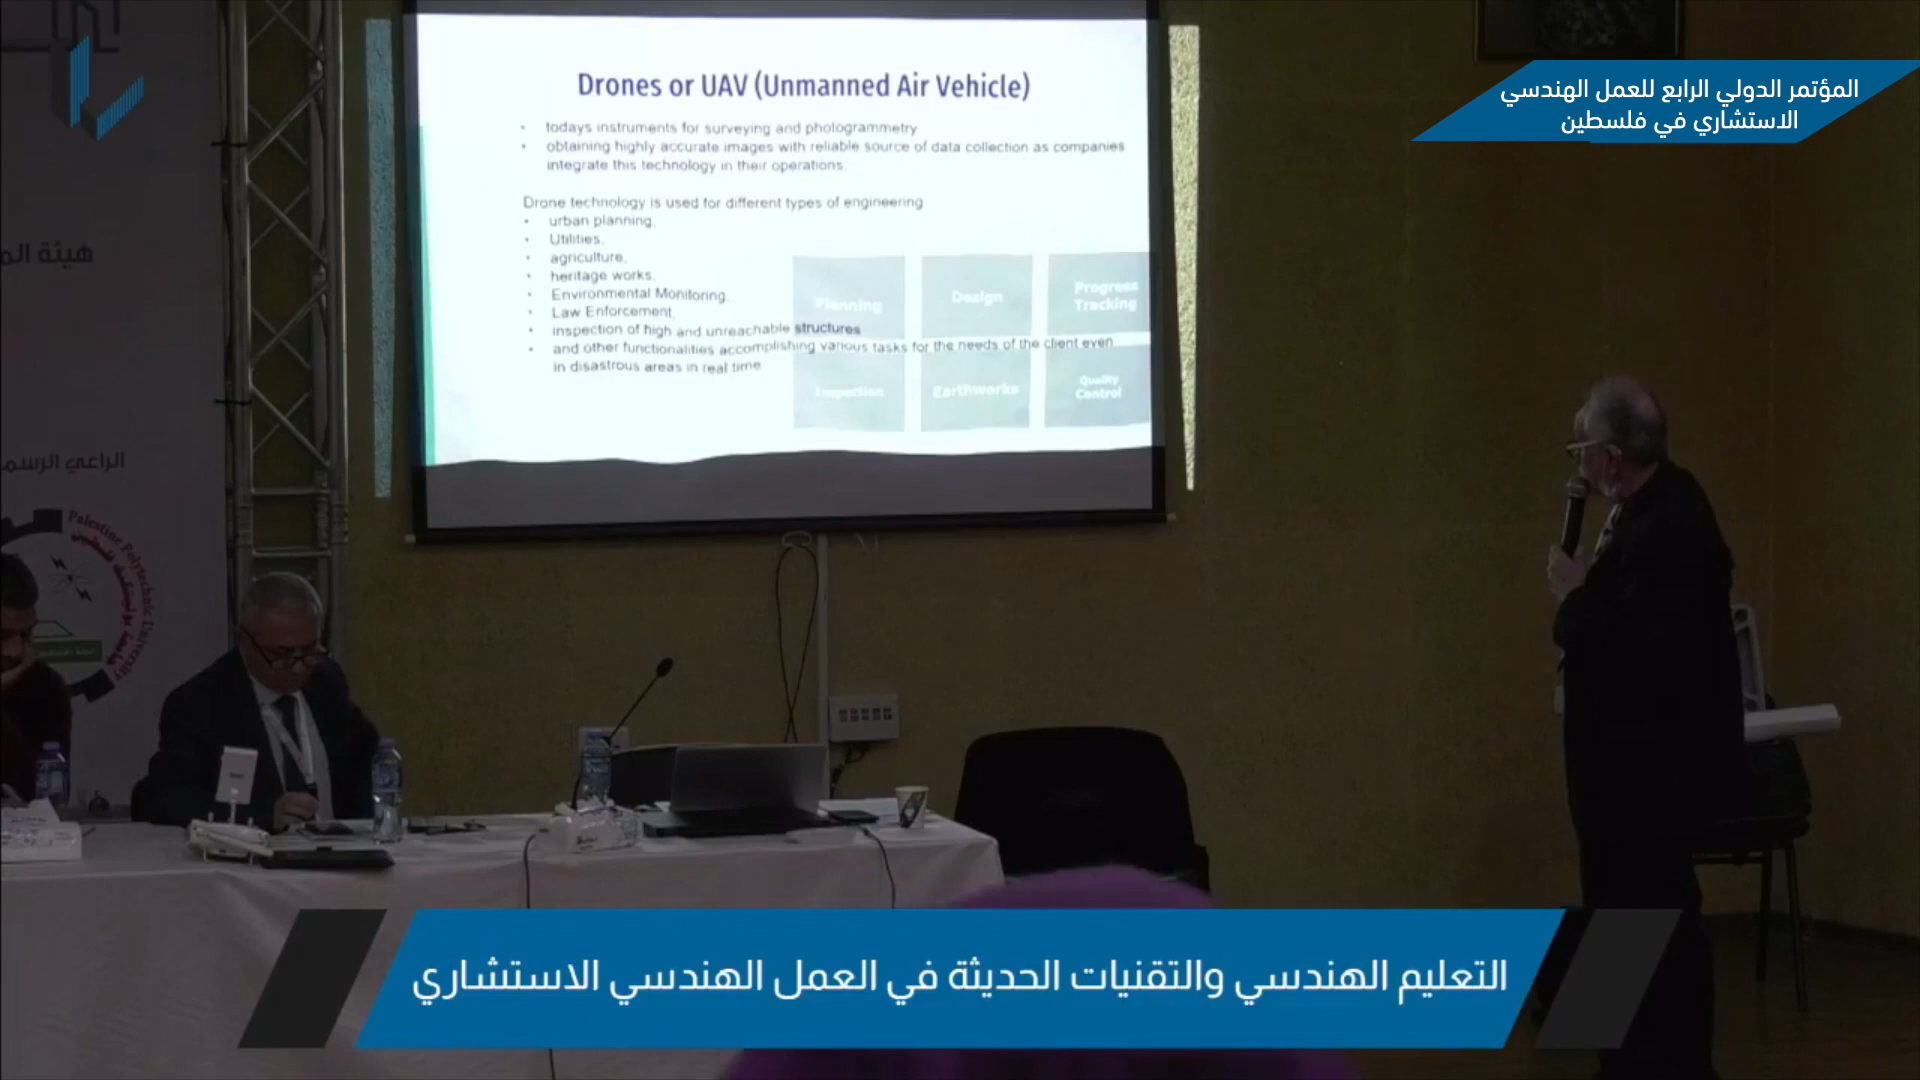 المؤتمر الدولي الرابع للعمل الهندسي
الاستشاري في فلسطين
Drones or UAV (Unmanned Air Vehicle)
• todays instruments for surveying and photogrammetry
• obtaining highly accurate images with reliable source of data collection as companies
integrate this technology in their operations
Drone technology is used for different types of engineering
• urban planning,
• Utilities,
• agriculture,
• heritage works,
• Environmental Monitoring,
• Law Enforcement,
• inspection of high and unreachable structures
• and other functionalities accomplishing various tasks for the needs of the client even
in disastrous areas in real time
Planning
Design
Progress
Tracking
Inspection
Earthworks
Quality
Control
هيئة
الراعي
Palestine Polytechnic University
التعليم الهندسي والتقنيات الحديثة في العمل الهندسي الاستشاري